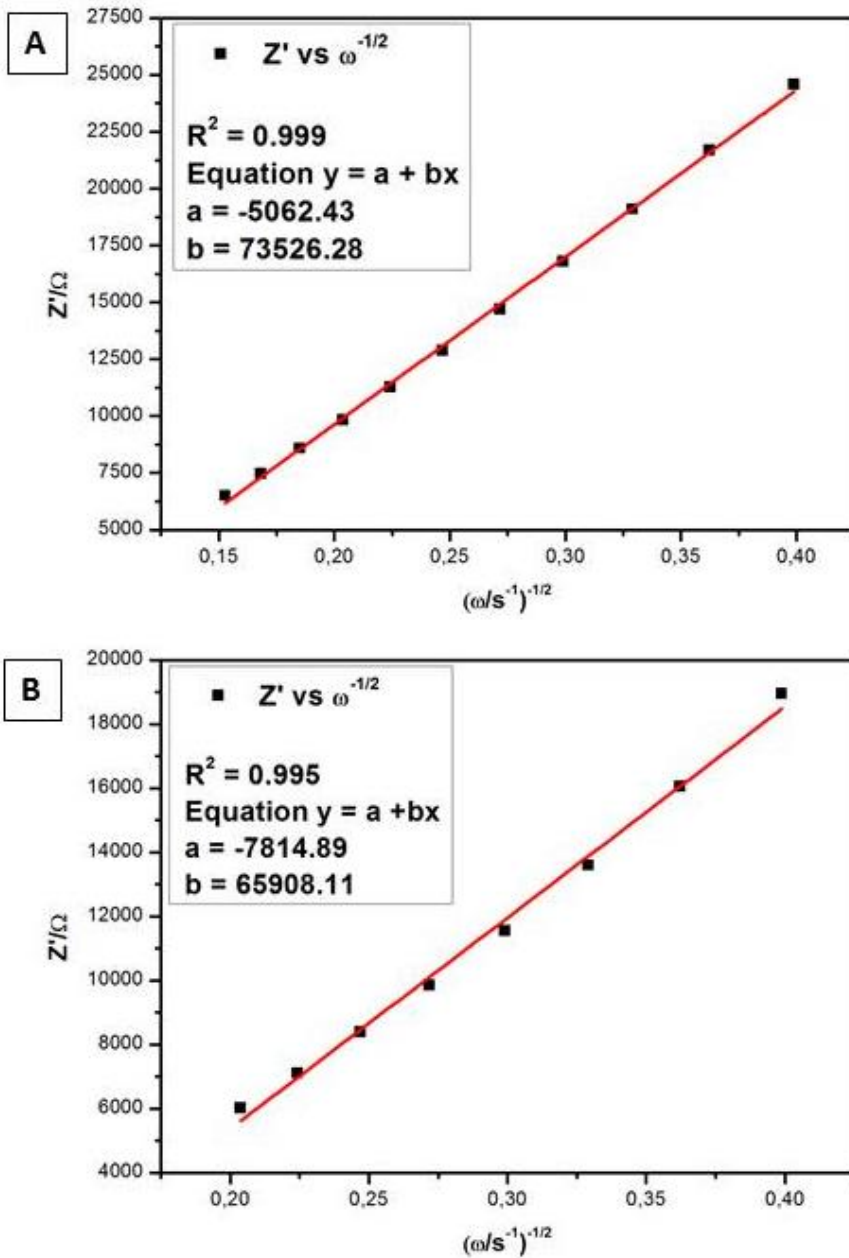 A
Z' vs ω^-1/2
R^2 = 0.999
Equation y = a + bx
a = -5062.43
b = 73526.28
27500
25000
22500
20000
17500
15000
12500
10000
7500
5000
Z'/Ω
0,15 0,20 0,25 0,30 0,35 0,40
(ω/s^-1)^-1/2
B
Z' vs ω^-1/2
R^2 = 0.995
Equation y = a +bx
a = -7814.89
b = 65908.11
20000
18000
16000
14000
12000
10000
8000
6000
4000
Z'/Ω
0,20 0,25 0,30 0,35 0,40
(ω/s^-1)^-1/2